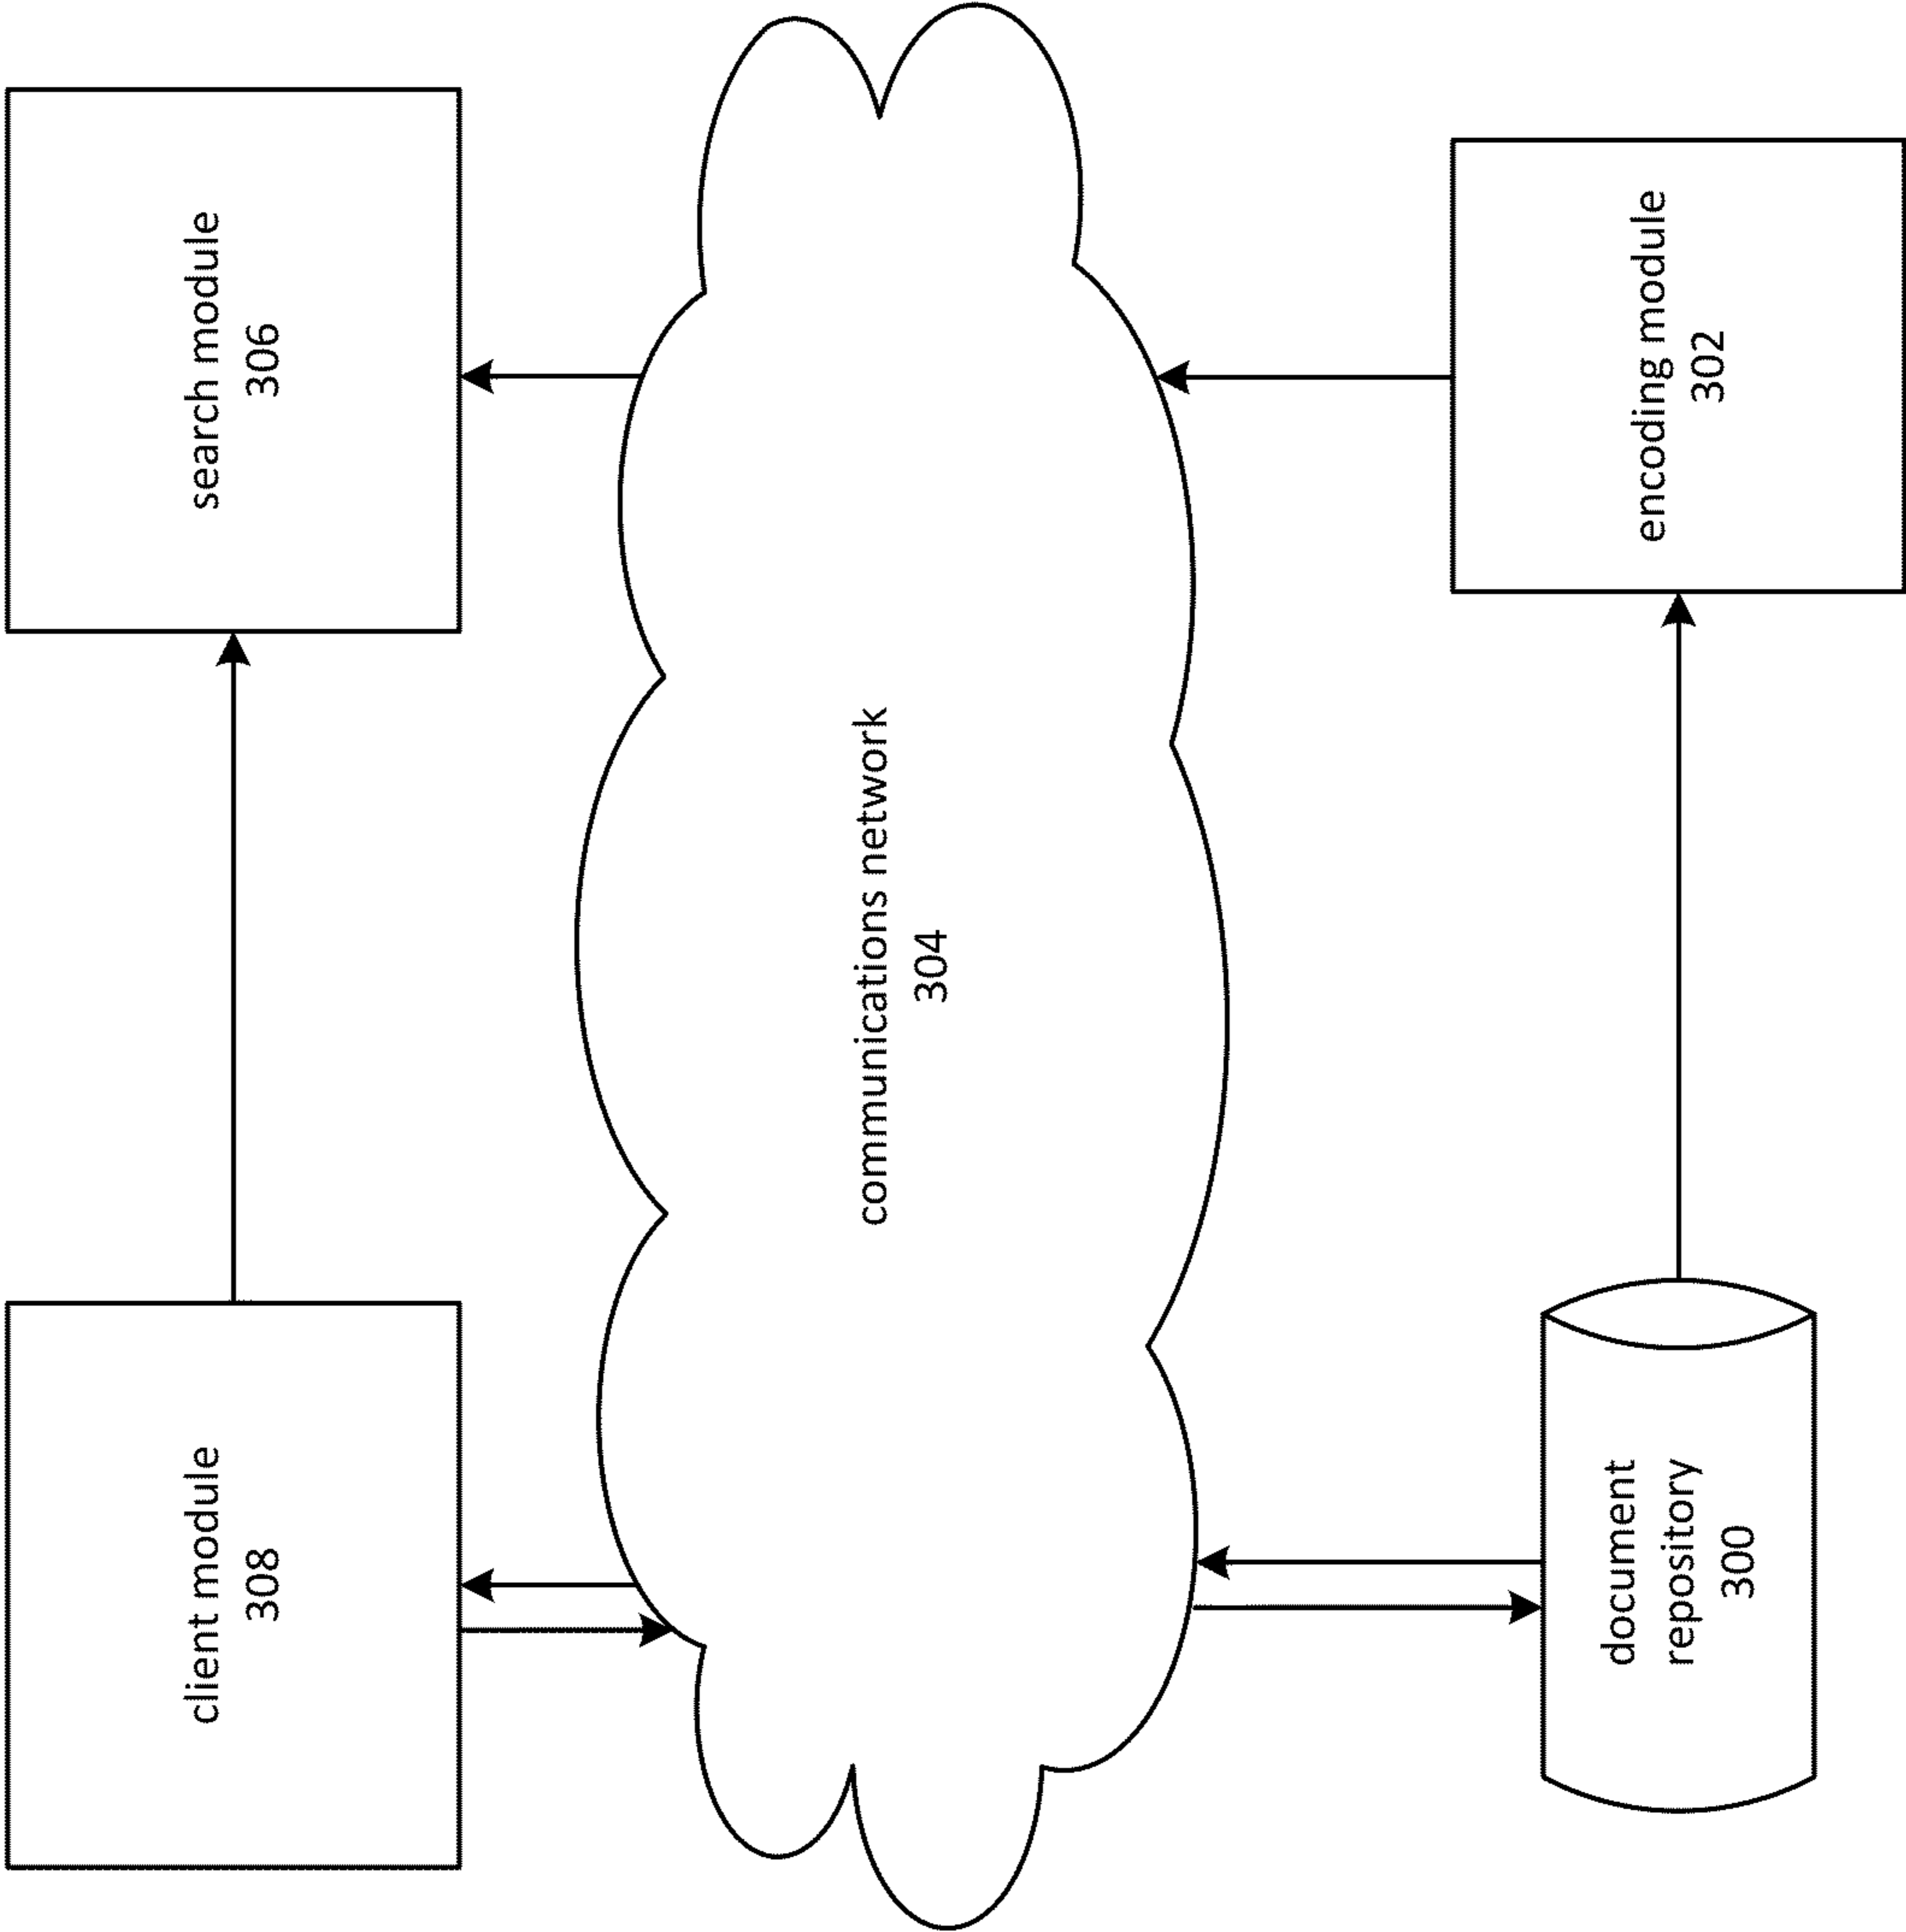 client module
308
search module
306
communications network
304
document
repository
300
encoding module
302